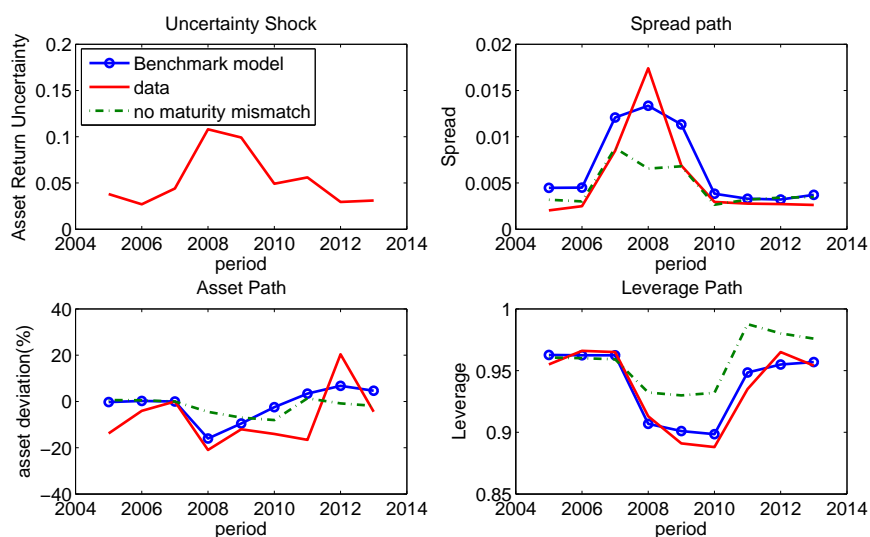 Uncertainty Shock
Asset Return Uncertainty
0.2
0.15
0.1
0.05
0
Benchmark model
data
no maturity mismatch
2004 2006 2008 2010 2012 2014
period
Spread path
Spread
0.02
0.015
0.01
0.005
0
2004 2006 2008 2010 2012 2014
period
Asset Path
asset deviation(%)
40
20
0
−20
−40
2004 2006 2008 2010 2012 2014
period
Leverage Path
Leverage
1
0.95
0.9
0.85
2004 2006 2008 2010 2012 2014
period